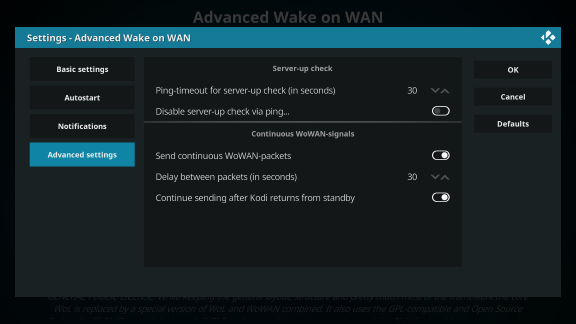 Advanced Wake on WAN
Settings - Advanced Wake on WAN
Basic settings
Autostart
Notifications
Advanced settings
Server-up check
Ping-timeout for server-up check (in seconds) 30
Disable server-up check via ping...
Continuous WoWAN-signals
Send continuous WoWAN-packets
Delay between packets (in seconds) 30
Continue sending after Kodi returns from standby
OK
Cancel
Defaults
WoL is replaced by a special version of WoL and WoWAN combined. It also uses the GPL-compatible and Open Source